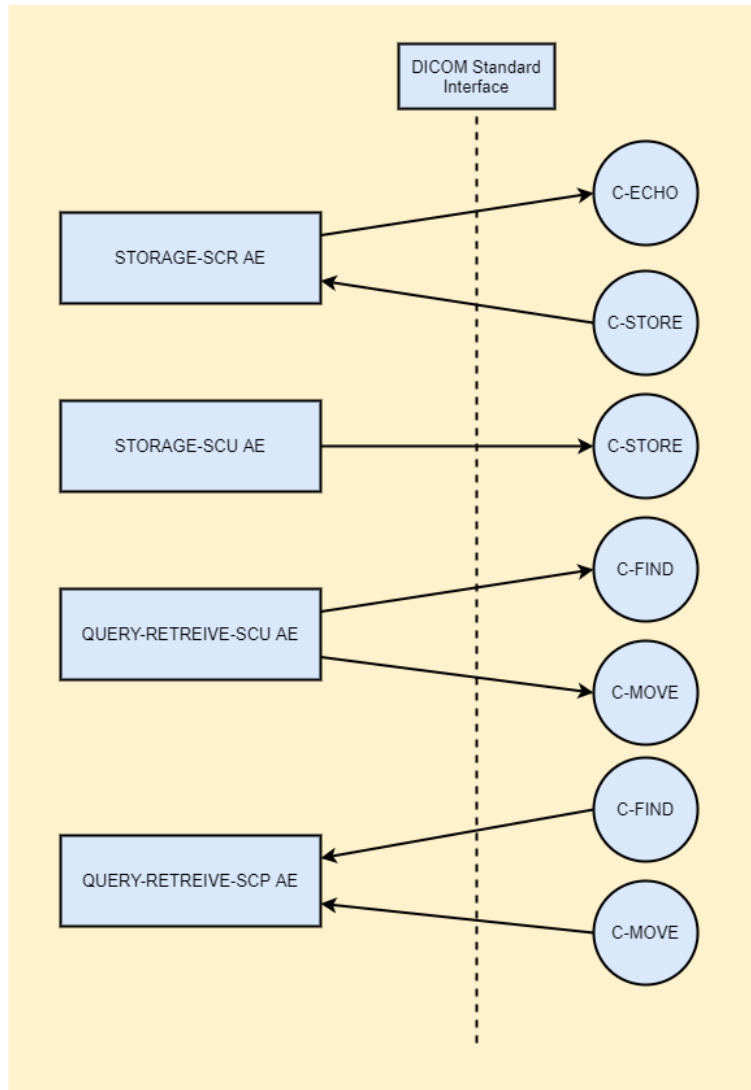 DICOM Standard
Interface
C-ECHO
STORAGE-SCR AE
C-STORE
STORAGE-SCU AE
C-STORE
C-FIND
QUERY-RETREIVE-SCU AE
C-MOVE
C-FIND
QUERY-RETREIVE-SCP AE
C-MOVE